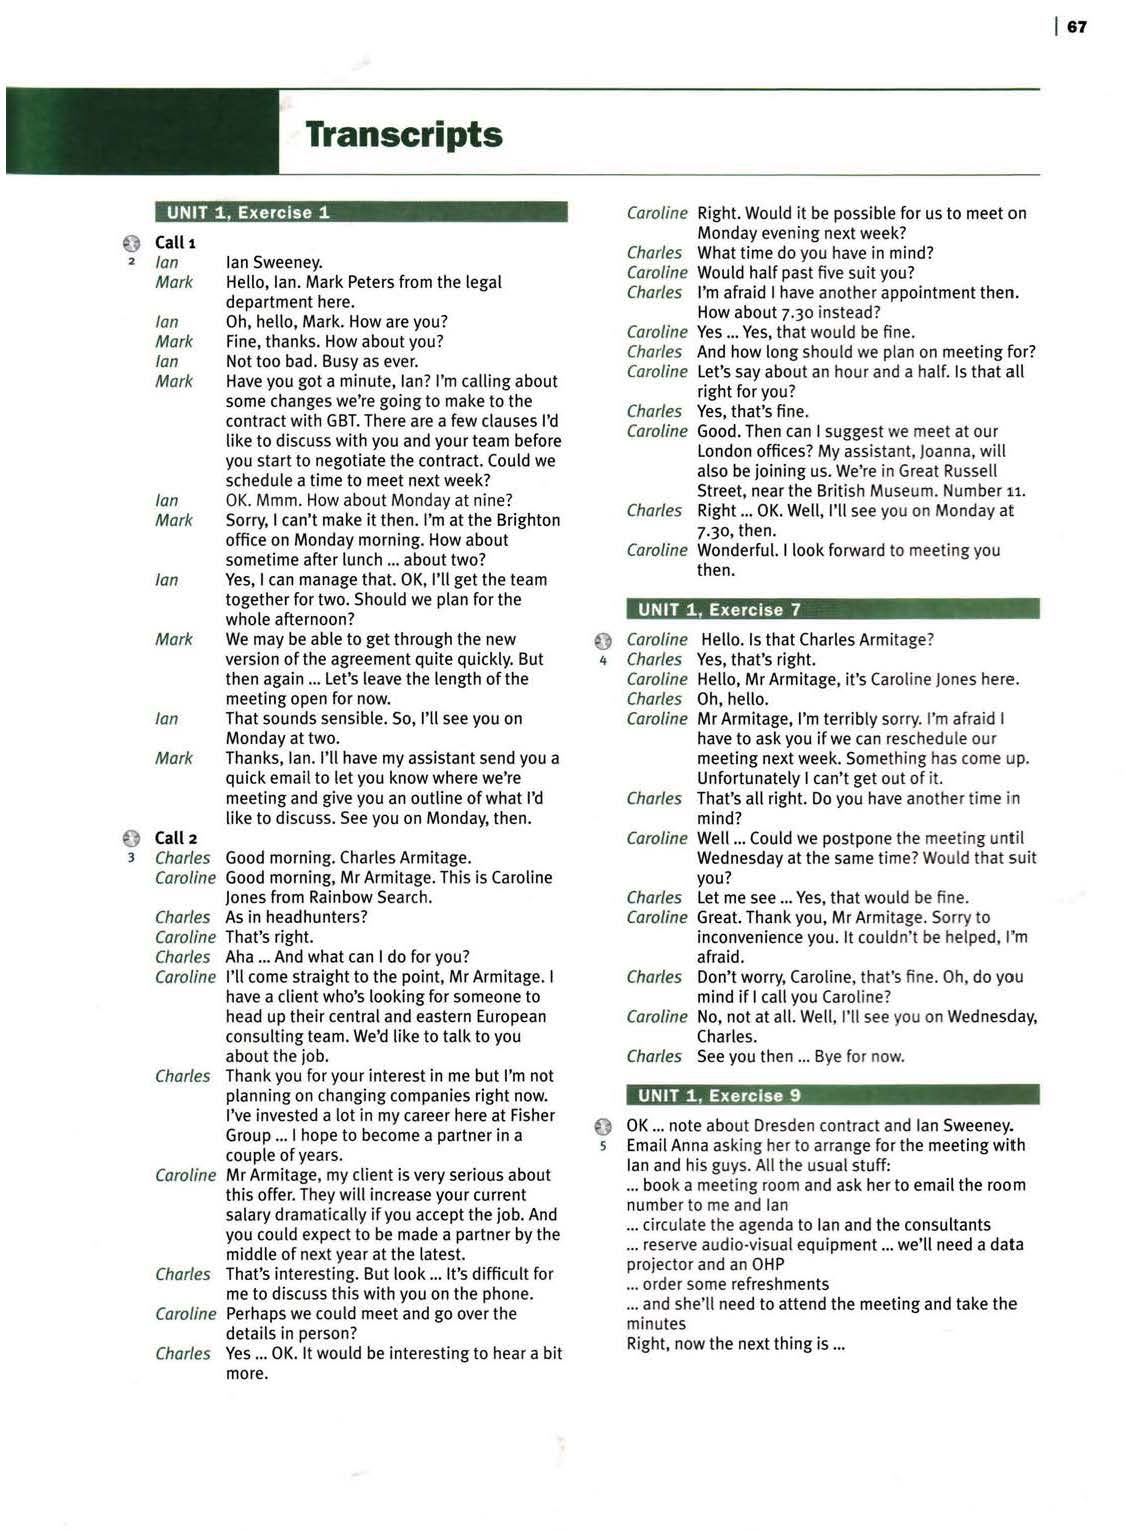 67
Transcripts
UNIT 1, Exercise 1
Call 1
2
Ian Ian Sweeney.
Mark Hello, Ian. Mark Peters from the legal
department here.
Ian Oh, hello, Mark. How are you?
Mark Fine, thanks. How about you?
Ian Not too bad. Busy as ever.
Mark Have you got a minute, Ian? I'm calling about
some changes we're going to make to the
contract with GBT. There are a few clauses I'd
like to discuss with you and your team before
you start to negotiate the contract. Could we
schedule a time to meet next week?
Ian OK. Mmm. How about Monday at nine?
Mark Sorry, I can't make it then. I'm at the Brighton
office on Monday morning. How about
sometime after lunch ... about two?
Ian Yes, I can manage that. OK, I'll get the team
together for two. Should we plan for the
whole afternoon?
Mark We may be able to get through the new
version of the agreement quite quickly. But
then again ... Let's leave the length of the
meeting open for now.
Ian That sounds sensible. So, I'll see you on
Monday at two.
Mark Thanks, Ian. I'll have my assistant send you a
quick email to let you know where we're
meeting and give you an outline of what I'd
like to discuss. See you on Monday, then.
Call 2
3 Charles Good morning. Charles Armitage.
Caroline Good morning, Mr Armitage. This is Caroline
Jones from Rainbow Search.
Charles As in headhunters?
Caroline That's right.
Charles Aha ... And what can I do for you?
Caroline I'll come straight to the point, Mr Armitage. I
have a client who's looking for someone to
head up their central and eastern European
consulting team. We'd like to talk to you
about the job.
Charles Thank you for your interest in me but I'm not
planning on changing companies right now.
I've invested a lot in my career here at Fisher
Group ... I hope to become a partner in a
couple of years.
Caroline Mr Armitage, my client is very serious about
this offer. They will increase your current
salary dramatically if you accept the job. And
you could expect to be made a partner by the
middle of next year at the latest.
Charles That's interesting. But look ... It's difficult for
me to discuss this with you on the phone.
Caroline Perhaps we could meet and go over the
details in person?
Charles Yes ... OK. It would be interesting to hear a bit
more.
Caroline Right. Would it be possible for us to meet on
Monday evening next week?
Charles What time do you have in mind?
Caroline Would half past five suit you?
Charles I'm afraid I have another appointment then.
How about 7.30 instead?
Caroline Yes ... Yes, that would be fine.
Charles And how long should we plan on meeting for?
Caroline Let's say about an hour and a half. Is that all
right for you?
Charles Yes, that's fine.
Caroline Good. Then can I suggest we meet at our
London offices? My assistant, Joanna, will
also be joining us. We're in Great Russell
Street, near the British Museum. Number 11.
Charles Right ... OK. Well, I'll see you on Monday at
7.30, then.
Caroline Wonderful. I look forward to meeting you
then.
UNIT 1, Exercise 7
Caroline Hello. Is that Charles Armitage?
4 Charles Yes, that's right.
Caroline Hello, Mr Armitage, it's Caroline Jones here.
Charles Oh, hello.
Caroline Mr Armitage, I'm terribly sorry. I'm afraid I
have to ask you if we can reschedule our
meeting next week. Something has come up.
Unfortunately I can't get out of it.
Charles That's all right. Do you have another time in
mind?
Caroline Well ... Could we postpone the meeting until
Wednesday at the same time? Would that suit
you?
Charles Let me see ... Yes, that would be fine.
Caroline Great. Thank you, Mr Armitage. Sorry to
inconvenience you. It couldn't be helped, I'm
afraid.
Charles Don't worry, Caroline, that's fine. Oh, do you
mind if I call you Caroline?
Caroline No, not at all. Well, I'll see you on Wednesday,
Charles.
Charles See you then ... Bye for now.
UNIT 1, Exercise 9
OK ... note about Dresden contract and Ian Sweeney.
5 Email Anna asking her to arrange for the meeting with
Ian and his guys. All the usual stuff:
... book a meeting room and ask her to email the room
number to me and Ian
... circulate the agenda to Ian and the consultants
... reserve audio-visual equipment ... we'll need a data
projector and an OHP
... order some refreshments
... and she'll need to attend the meeting and take the
minutes
Right, now the next thing is ...